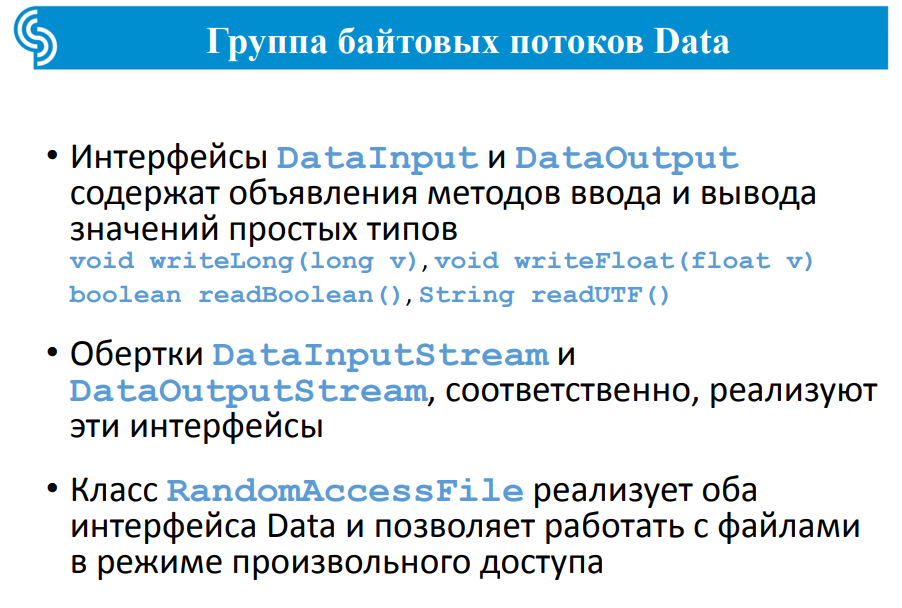 Группа байтовых потоков Data
• Интерфейсы DataInput и DataOutput
содержат объявления методов ввода и вывода
значений простых типов
void writeLong(long v), void writeFloat(float v)
boolean readBoolean(), String readUTF()
• Обертки DataInputStream и
DataOutputStream, соответственно, реализуют
эти интерфейсы
• Класс RandomAccessFile реализует оба
интерфейса Data и позволяет работать с файлами
в режиме произвольного доступа